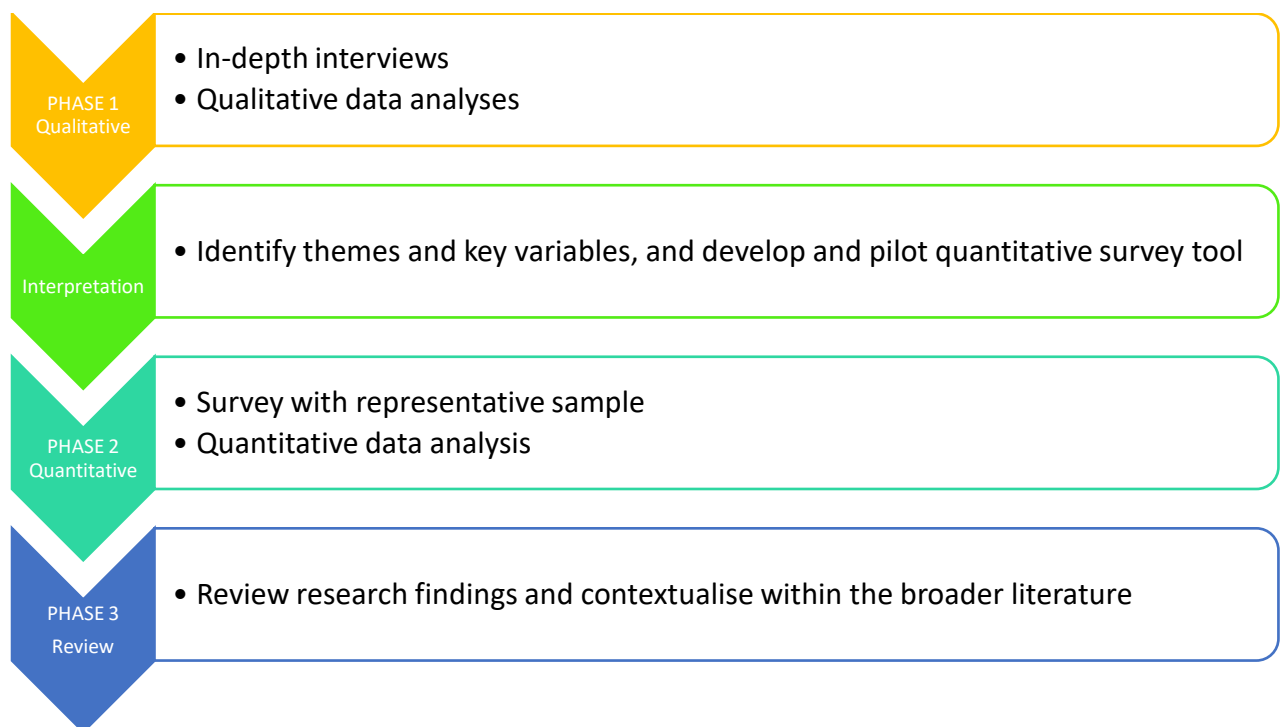 PHASE 1
Qualitative
• In-depth interviews
• Qualitative data analyses
Interpretation
• Identify themes and key variables, and develop and pilot quantitative survey tool
PHASE 2
Quantitative
• Survey with representative sample
• Quantitative data analysis
PHASE 3
Review
• Review research findings and contextualise within the broader literature